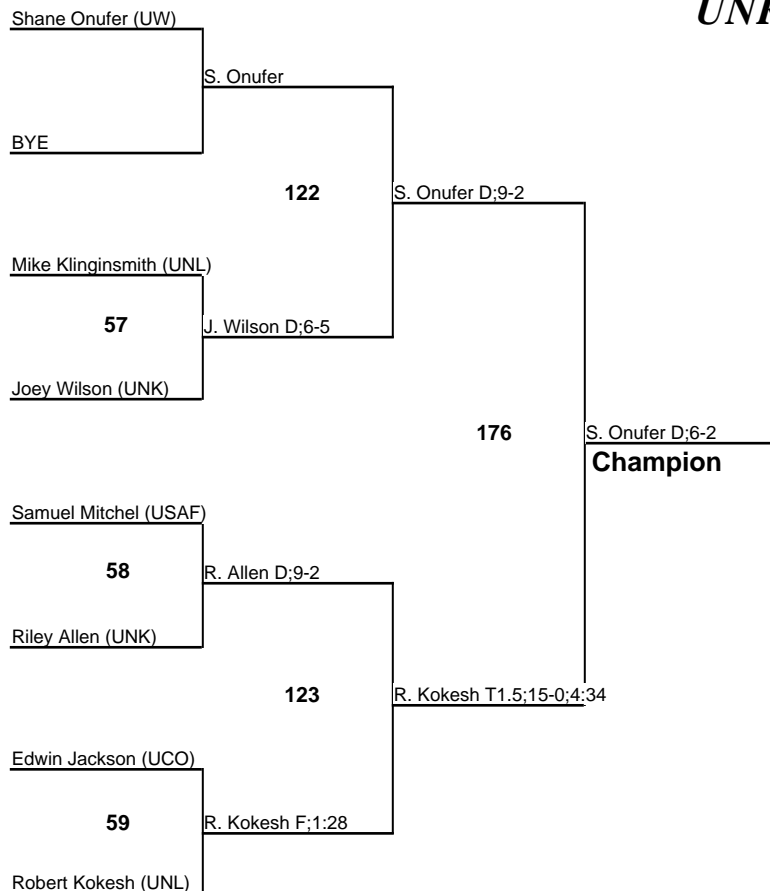 UNK
Shane Onufer (UW)
S. Onufer
BYE
122
S. Onufer D;9-2
Mike Klinginsmith (UNL)
57
J. Wilson D;6-5
Joey Wilson (UNK)
176
S. Onufer D;6-2
Champion
Samuel Mitchel (USAF)
58
R. Allen D;9-2
Riley Allen (UNK)
123
R. Kokesh T1.5;15-0;4:34
Edwin Jackson (UCO)
59
R. Kokesh F;1:28
Robert Kokesh (UNL)